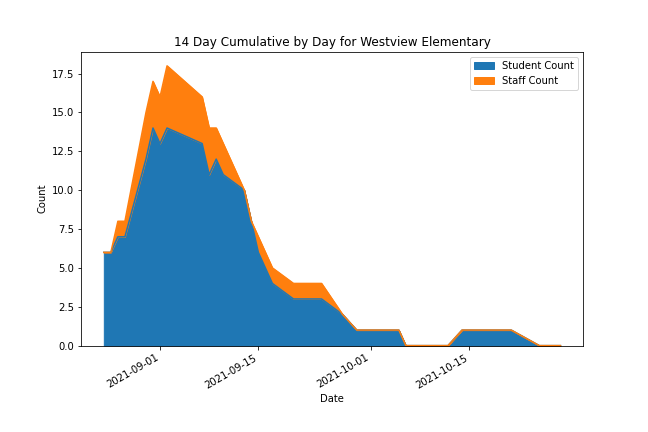 14 Day Cumulative by Day for Westview Elementary
Student Count
Staff Count
17.5
15.0
12.5
10.0
7.5
5.0
2.5
0.0
Count
2021-09-01
2021-09-15
2021-10-01
2021-10-15
Date